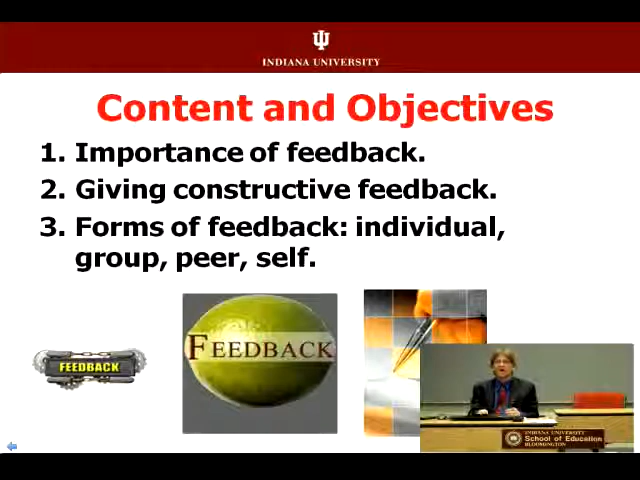 INDIANA UNIVERSITY
Content and Objectives
1. Importance of feedback.
2. Giving constructive feedback.
3. Forms of feedback: individual,
group, peer, self.
FEEDBACK
FEEDBACK
INDIANA UNIVERSITY
School of Education
BLOOMINGTON